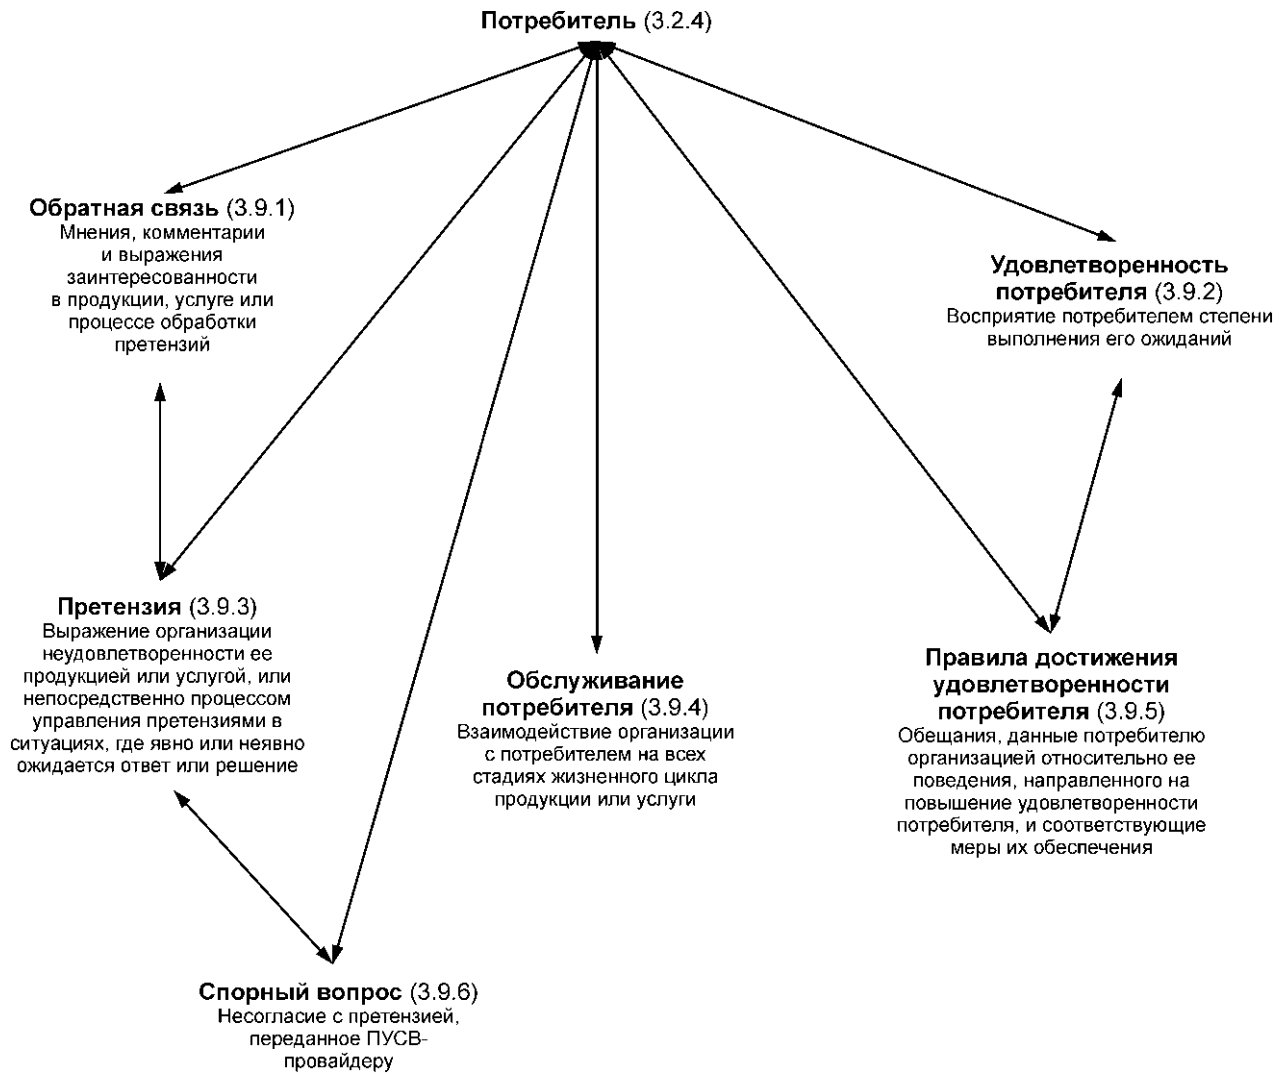 Потребитель (3.2.4)
Обратная связь (3.9.1)
Мнения, комментарии
и выражения
заинтересованности
в продукции, услуге или
процессе обработки
претензий
Удовлетворенность
потребителя (3.9.2)
Восприятие потребителем степени
выполнения его ожиданий
Претензия (3.9.3)
Выражение организации
неудовлетворенности ее
продукцией или услугой, или
непосредственно процессом
управления претензиями в
ситуациях, где явно или неявно
ожидается ответ или решение
Обслуживание
потребителя (3.9.4)
Взаимодействие организации
с потребителем на всех
стадиях жизненного цикла
продукции или услуги
Правила достижения
удовлетворенности
потребителя (3.9.5)
Обещания, данные потребителю
организацией относительно ее
поведения, направленного на
повышение удовлетворенности
потребителя, и соответствующие
меры их обеспечения
Спорный вопрос (3.9.6)
Несогласие с претензией,
переданное ПУСВ-
провайдеру